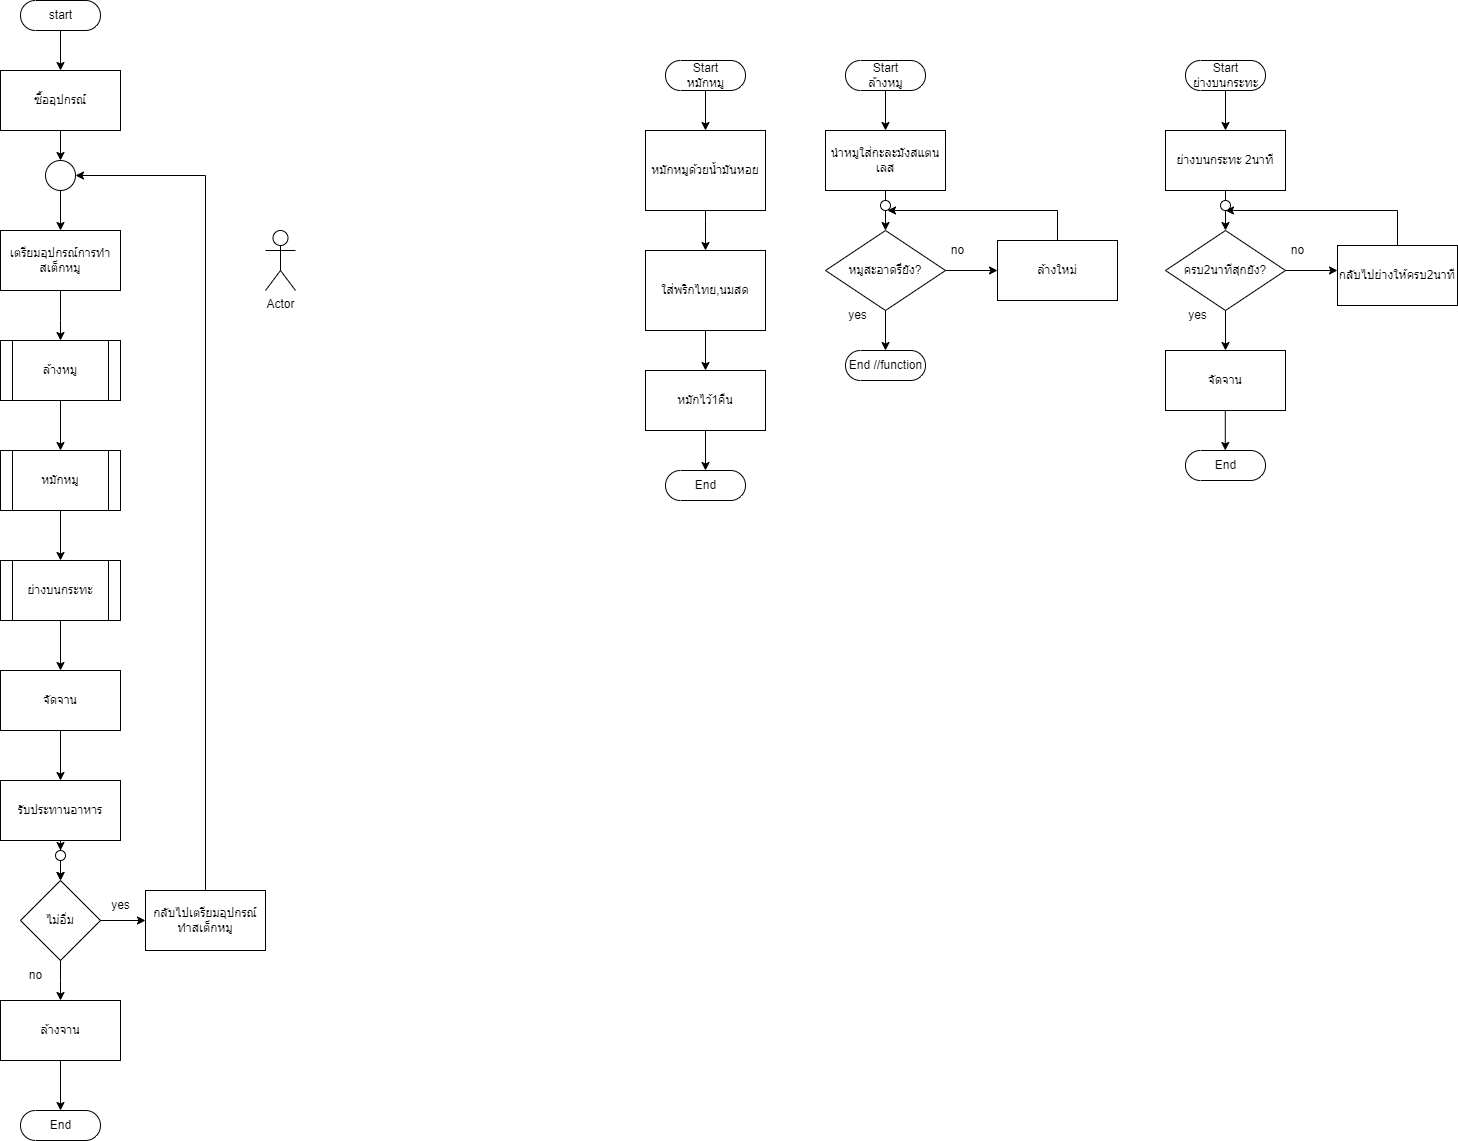 start
ซื้ออุปกรณ์
เตรียมอุปกรณ์การทำ
สเต็กหมู
Actor
ล้างหมู
หมักหมู
ย่างบนกระทะ
จัดจาน
รับประทานอาหาร
ไม่อิ่ม
yes
กลับไปเตรียมอุปกรณ์
ทำสเต็กหมู
no
ล้างจาน
End
Start
หมักหมู
หมักหมูด้วยน้ำมันหอย
ใส่พริกไทย,นมสด
หมักไว้1คืน
End
Start
ล้างหมู
นำหมูใส่กะละมังสแตน
เลส
หมูสะอาดรึยัง?
no
ล้างใหม่
yes
End //function
Start
ย่างบนกระทะ
ย่างบนกระทะ 2นาที
ครบ2นาทีสุกยัง?
no
กลับไปย่างให้ครบ2นาที
yes
จัดจาน
End